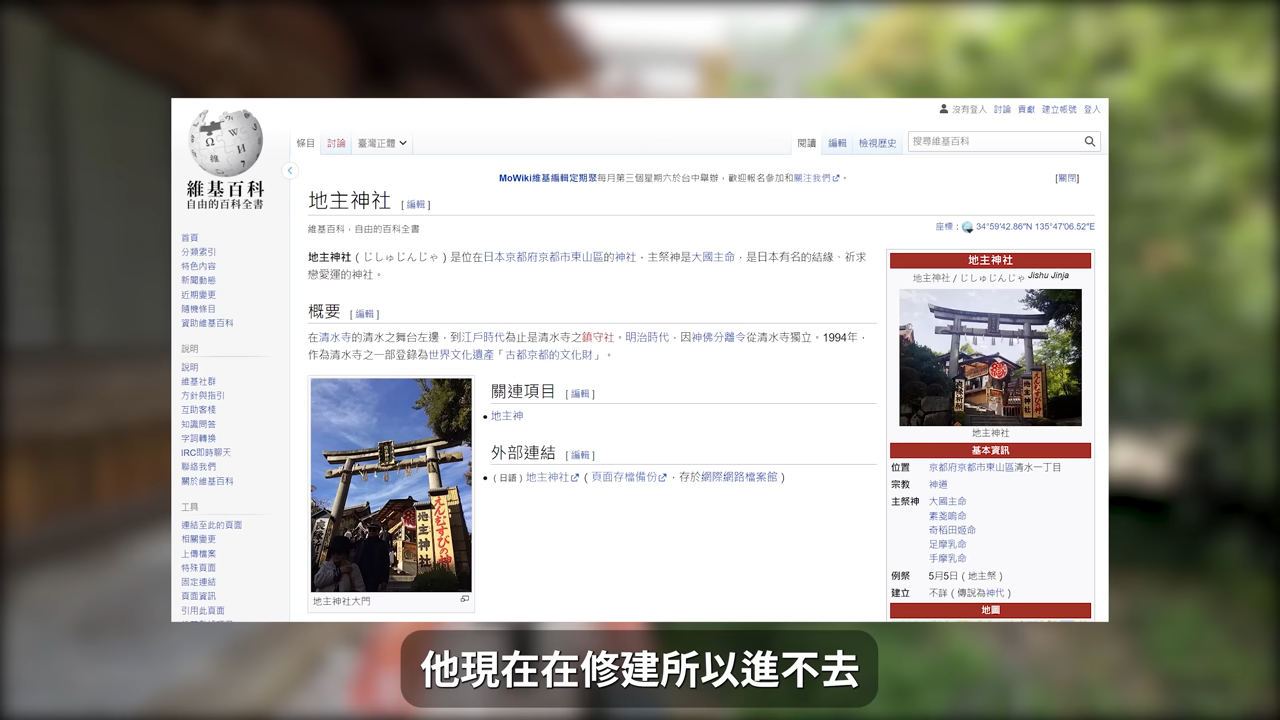 沒有登入 討論 貢獻 建立帳號 登入
條目 討論 臺灣正體 閱讀 編輯 檢視歷史 搜尋維基百科
維基百科
自由的百科全書
MoWiki維基編輯定期聚每月第三個星期六於台中舉辦，歡迎報名參加和關注我們。 [關閉]
地主神社 [編輯]
維基百科，自由的百科全書
座標：34°59′42.86″N 135°47′06.52″E
地主神社（じしゅじんじゃ）是位在日本京都府京都市東山區的神社，主祭神是大國主命，是日本有名的結緣、祈求
戀愛運的神社。
概要 [編輯]
在清水寺的清水之舞台左邊，到江戶時代為止是清水寺之鎮守社。明治時代，因神佛分離令從清水寺獨立。1994年，
作為清水寺之一部登錄為世界文化遺產「古都京都的文化財」。
えんむすびの神
地主神社
地主神社大門
關連項目 [編輯]
地主神
外部連結 [編輯]
（日語）地主神社（頁面存檔備份，存於網際網路檔案館）
地主神社
地主神社 / じしゅじんじゃ Jishu Jinja
えんむすびの神
地主神社
地主神社
基本資訊
位置 京都府京都市東山區清水一丁目
宗教 神道
主祭神 大國主命
素戔嗚命
奇稻田姬命
足摩乳命
手摩乳命
例祭 5月5日（地主祭）
建立 不詳（傳說為神代）
地圖
首頁
分類索引
特色內容
新聞動態
近期變更
隨機條目
資助維基百科
說明
說明
維基社群
方針與指引
互助客棧
知識問答
字詞轉換
IRC即時聊天
聯絡我們
關於維基百科
工具
連結至此的頁面
相關變更
上傳檔案
特殊頁面
固定連結
頁面資訊
引用此頁面
他現在在修建所以進不去